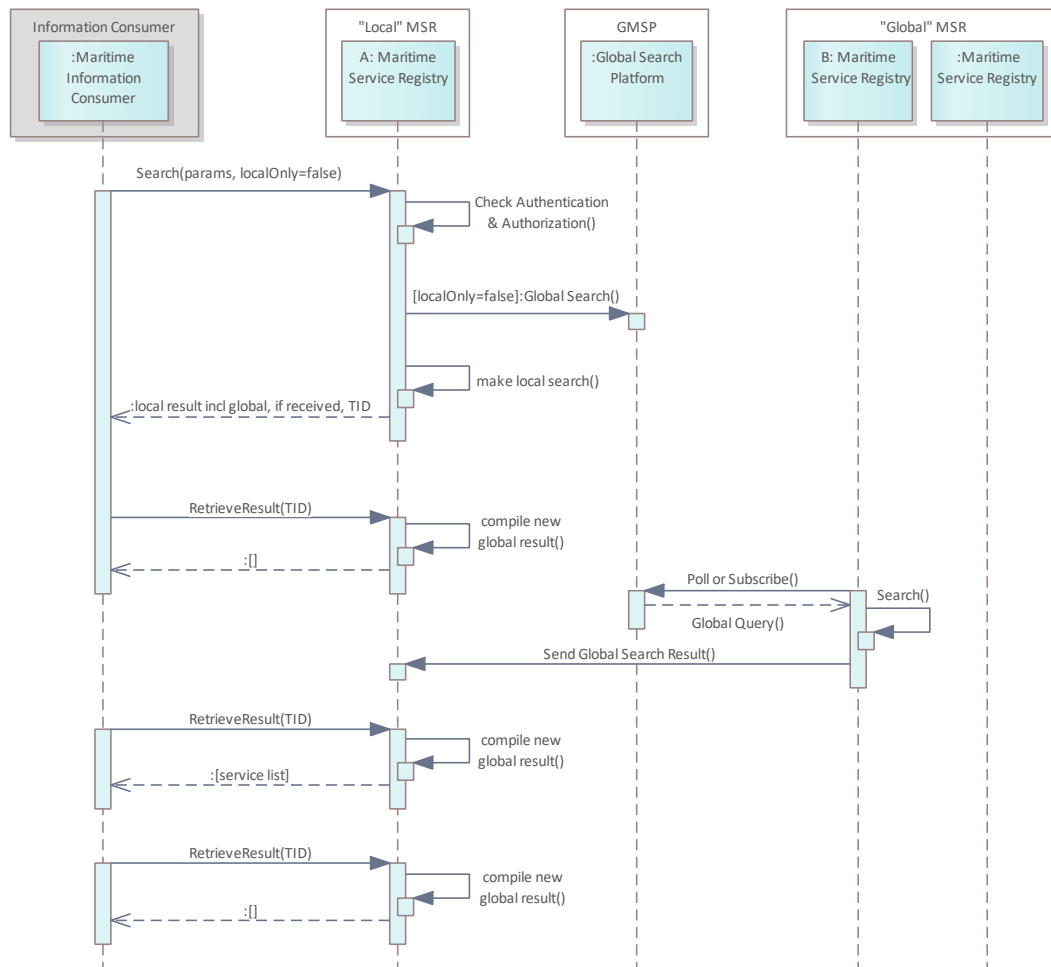 Information Consumer
"Local" MSR
GMSP
"Global" MSR
:Maritime
Information
Consumer
A: Maritime
Service Registry
:Global Search
Platform
B: Maritime
Service Registry
:Maritime
Service Registry
Search(params, localOnly=false)
Check Authentication
& Authorization()
[localOnly=false]:Global Search()
make local search()
:local result incl global, if received, TID
RetrieveResult(TID)
compile new
global result()
:[]
Poll or Subscribe()
Search()
Global Query()
Send Global Search Result()
RetrieveResult(TID)
compile new
global result()
:[service list]
RetrieveResult(TID)
compile new
global result()
:[]